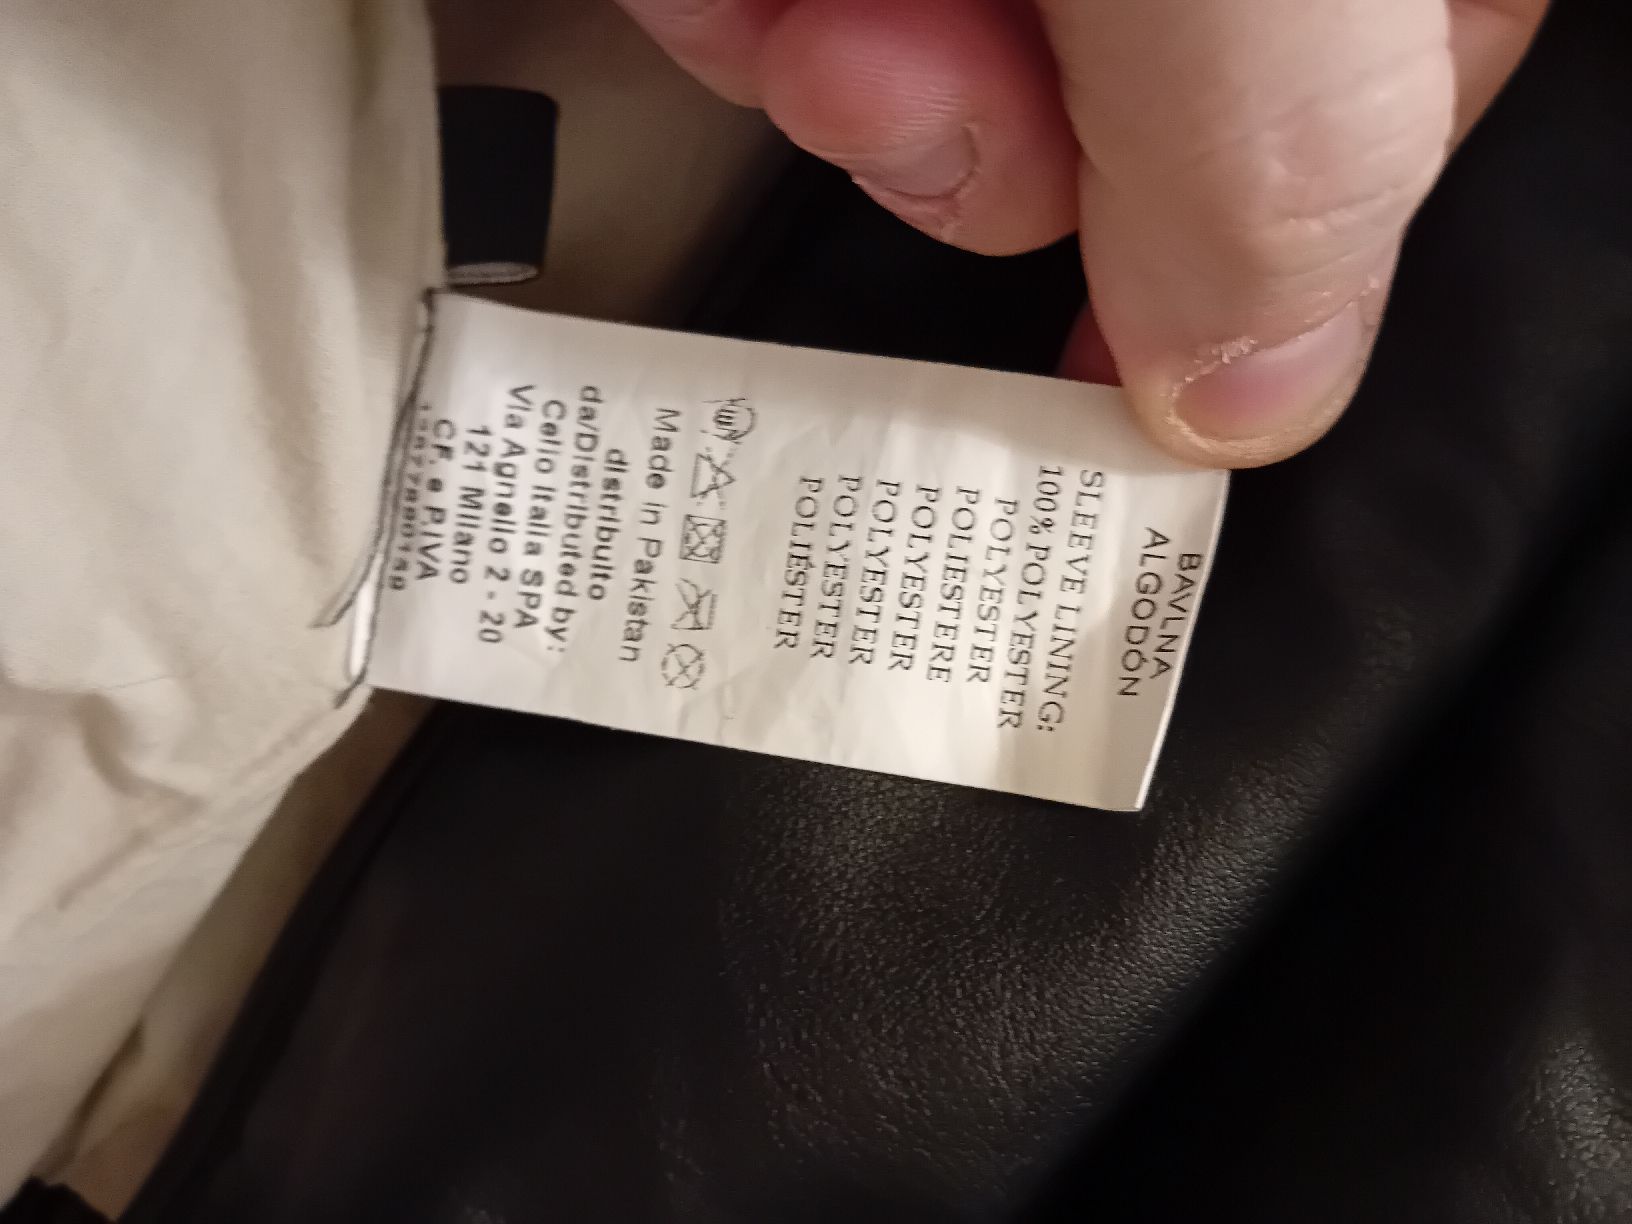 BAVLNA
ALGODÓN
SLEEVE LINING:
100% POLYESTER
POLYESTER
POLIESTERE
POLYESTER
POLYESTER
POLYESTER
POLIÉSTER
Made in Pakistan
distribuito
da/Distributed by:
Celio Italia SPA
Via Agnello 2 - 20
121 Milano
CF. e P.IVA